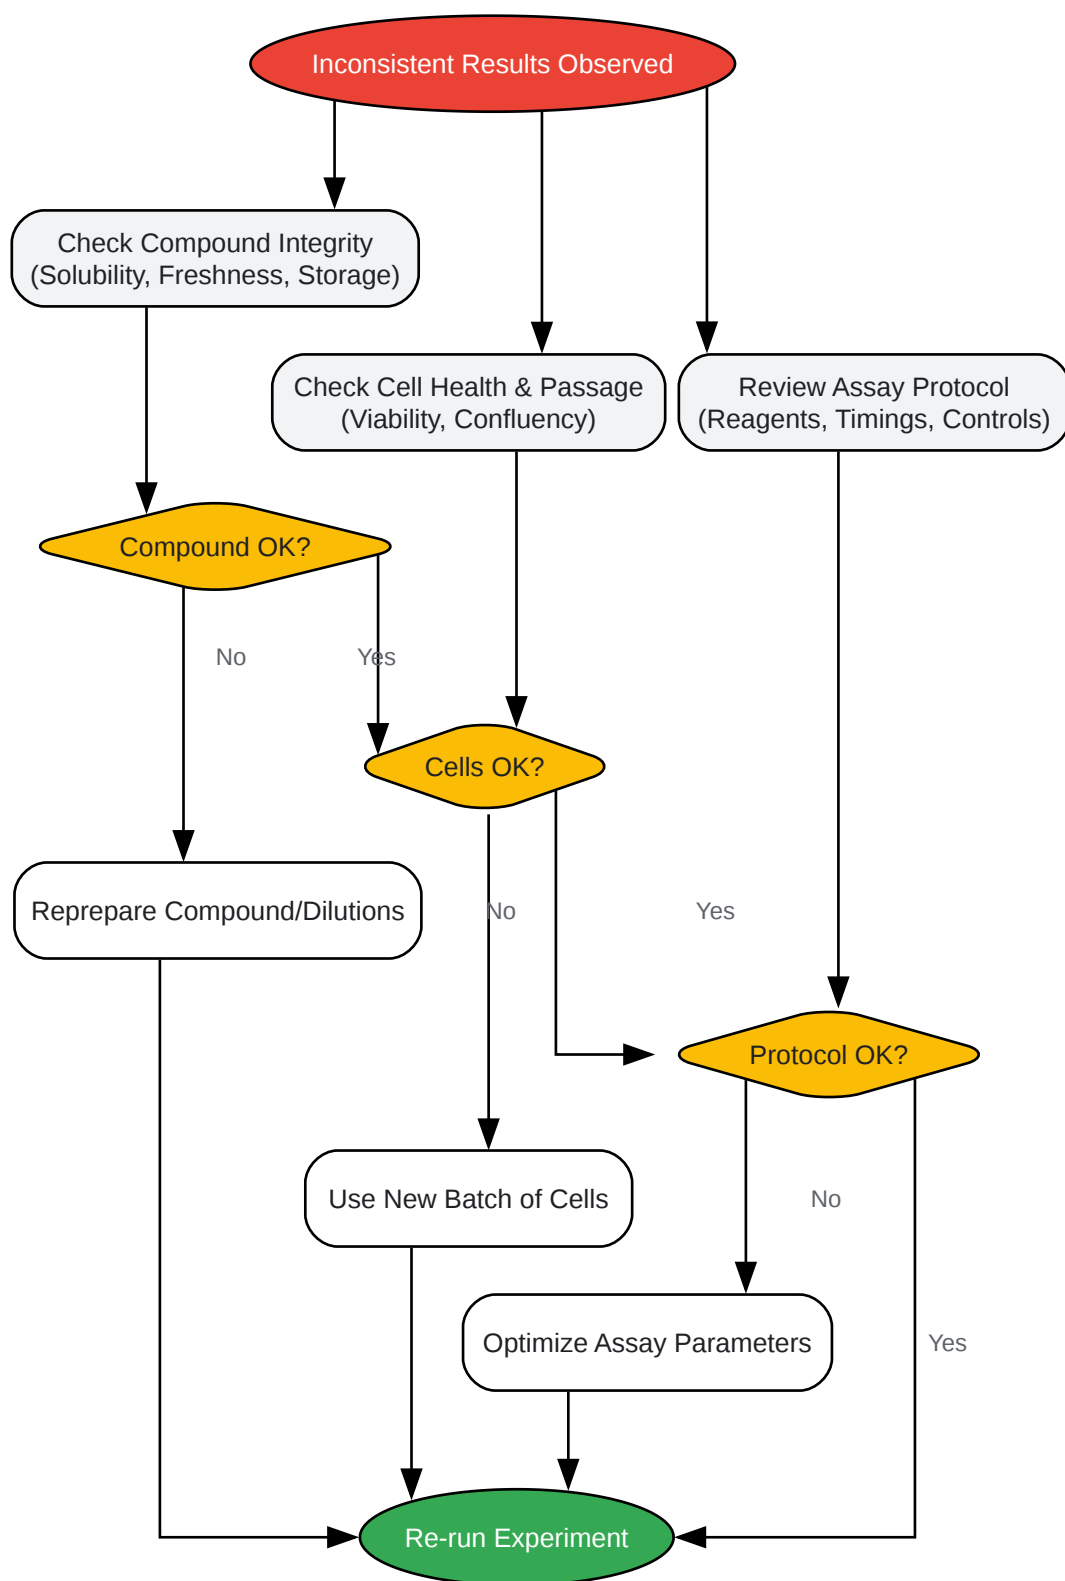 Inconsistent Results Observed
Check Compound Integrity
(Solubility, Freshness, Storage)
Check Cell Health & Passage
(Viability, Confluency)
Review Assay Protocol
(Reagents, Timings, Controls)
Compound OK?
No
Yes
Cells OK?
Reprepare Compound/Dilutions
No
Yes
Protocol OK?
Use New Batch of Cells
No
Optimize Assay Parameters
Yes
Re-run Experiment